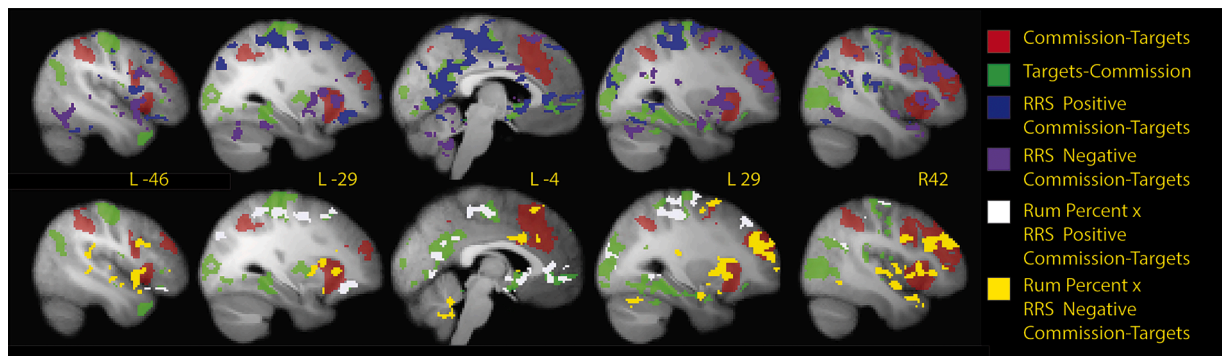 Commission-Targets
Targets-Commission
RRS Positive
Commission-Targets
RRS Negative
Commission-Targets
L -46
L -29
L -4
L 29
R42
Rum Percent x
RRS Positive
Commission-Targets
Rum Percent x
RRS Negative
Commission-Targets